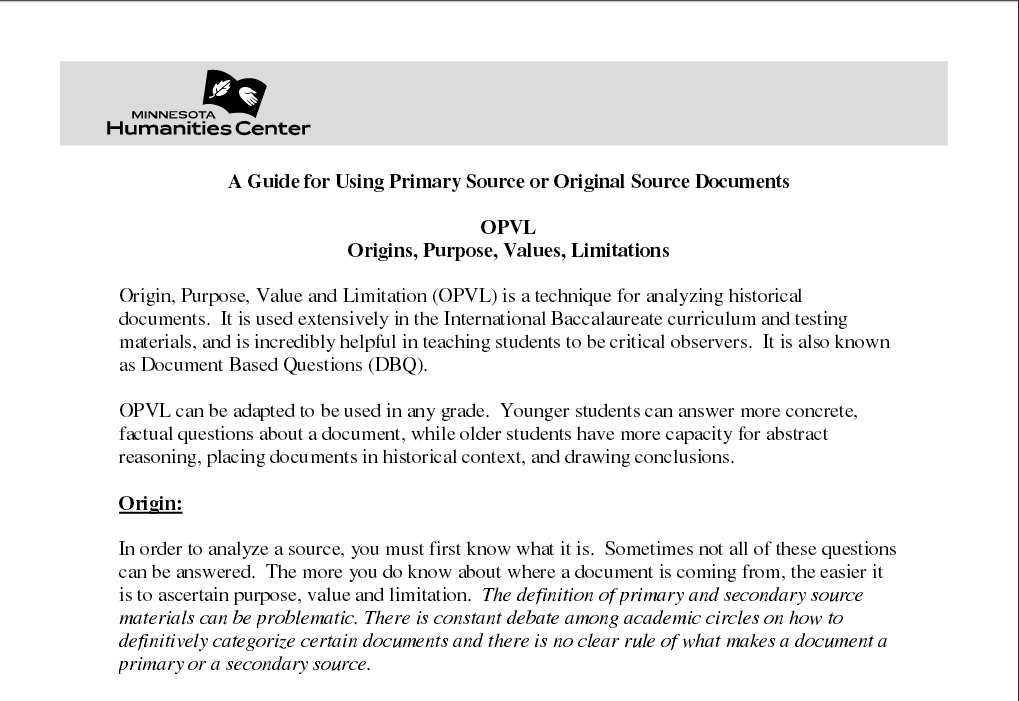 MINNESOTA
Humanities Center
A Guide for Using Primary Source or Original Source Documents
OPVL
Origins, Purpose, Values, Limitations
Origin, Purpose, Value and Limitation (OPVL) is a technique for analyzing historical
documents.  It is used extensively in the International Baccalaureate curriculum and testing
materials, and is incredibly helpful in teaching students to be critical observers.  It is also known
as Document Based Questions (DBQ).
OPVL can be adapted to be used in any grade.  Younger students can answer more concrete,
factual questions about a document, while older students have more capacity for abstract
reasoning, placing documents in historical context, and drawing conclusions.
Origin:
In order to analyze a source, you must first know what it is.  Sometimes not all of these questions
can be answered.  The more you do know about where a document is coming from, the easier it
is to ascertain purpose, value and limitation.  The definition of primary and secondary source
materials can be problematic. There is constant debate among academic circles on how to
definitively categorize certain documents and there is no clear rule of what makes a document a
primary or a secondary source.